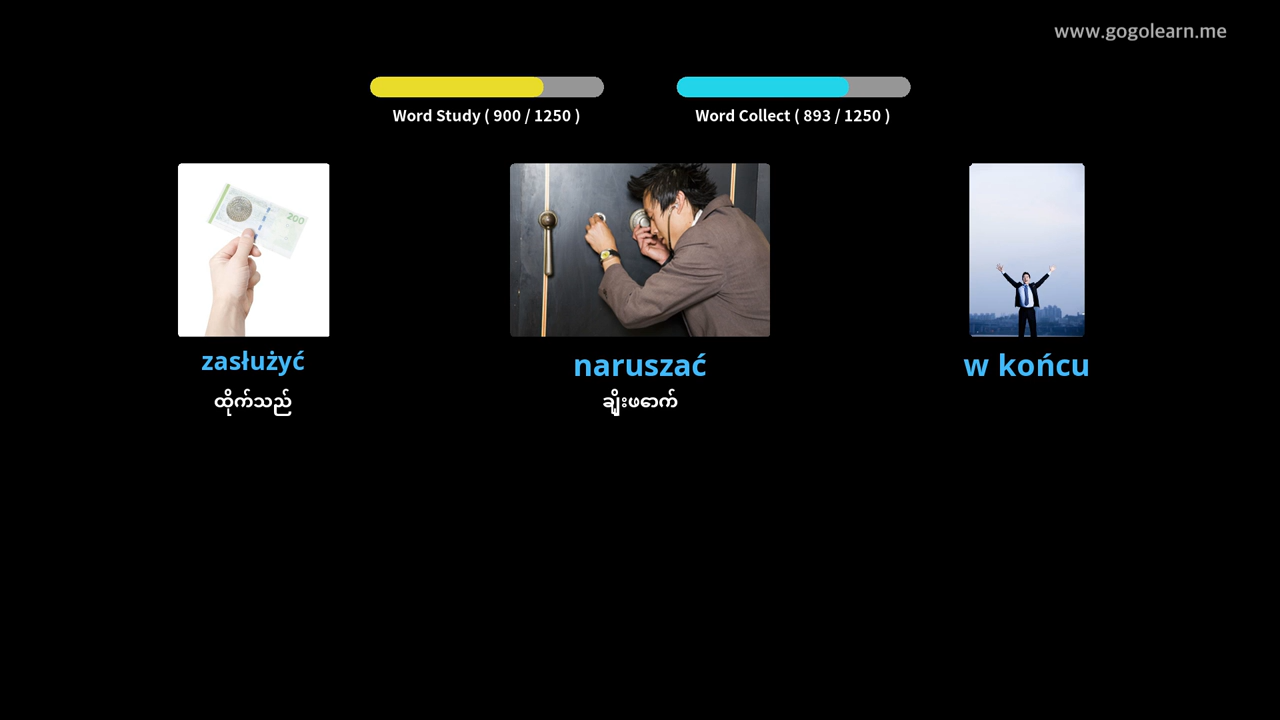 www.gogolearn.me
Word Study ( 900 / 1250 )
Word Collect ( 893 / 1250 )
zasłużyć
naruszać
w końcu
ထိုက်သည်
ချိုးဖောက်
200